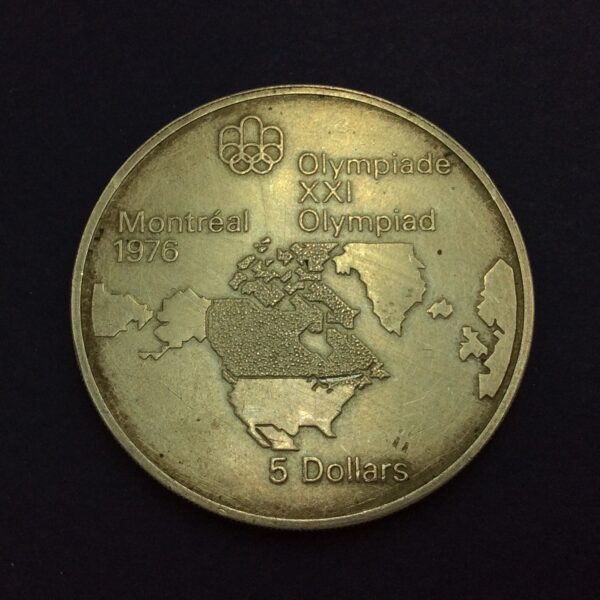 Olympiade
XXI
Olympiad
Montréal
1976
5 Dollars